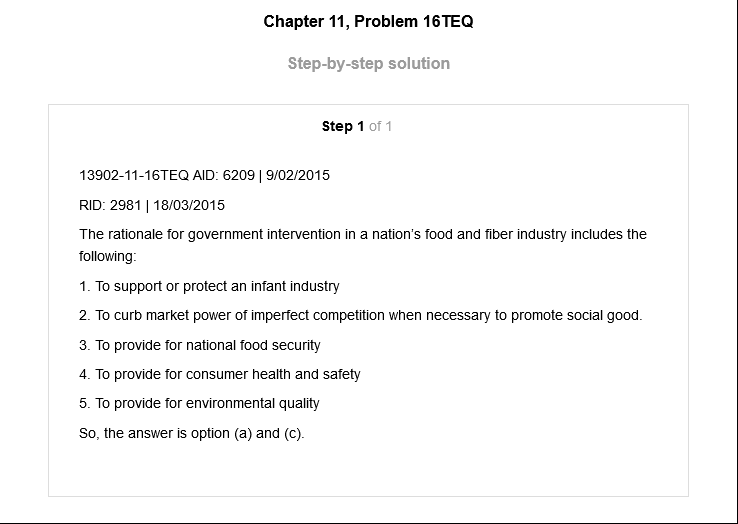 Chapter 11, Problem 16TEQ
Step-by-step solution
Step 1 of 1
13902-11-16TEQ AID: 6209 | 9/02/2015
RID: 2981 | 18/03/2015
The rationale for government intervention in a nation’s food and fiber industry includes the
following:
1. To support or protect an infant industry
2. To curb market power of imperfect competition when necessary to promote social good.
3. To provide for national food security
4. To provide for consumer health and safety
5. To provide for environmental quality
So, the answer is option (a) and (c).